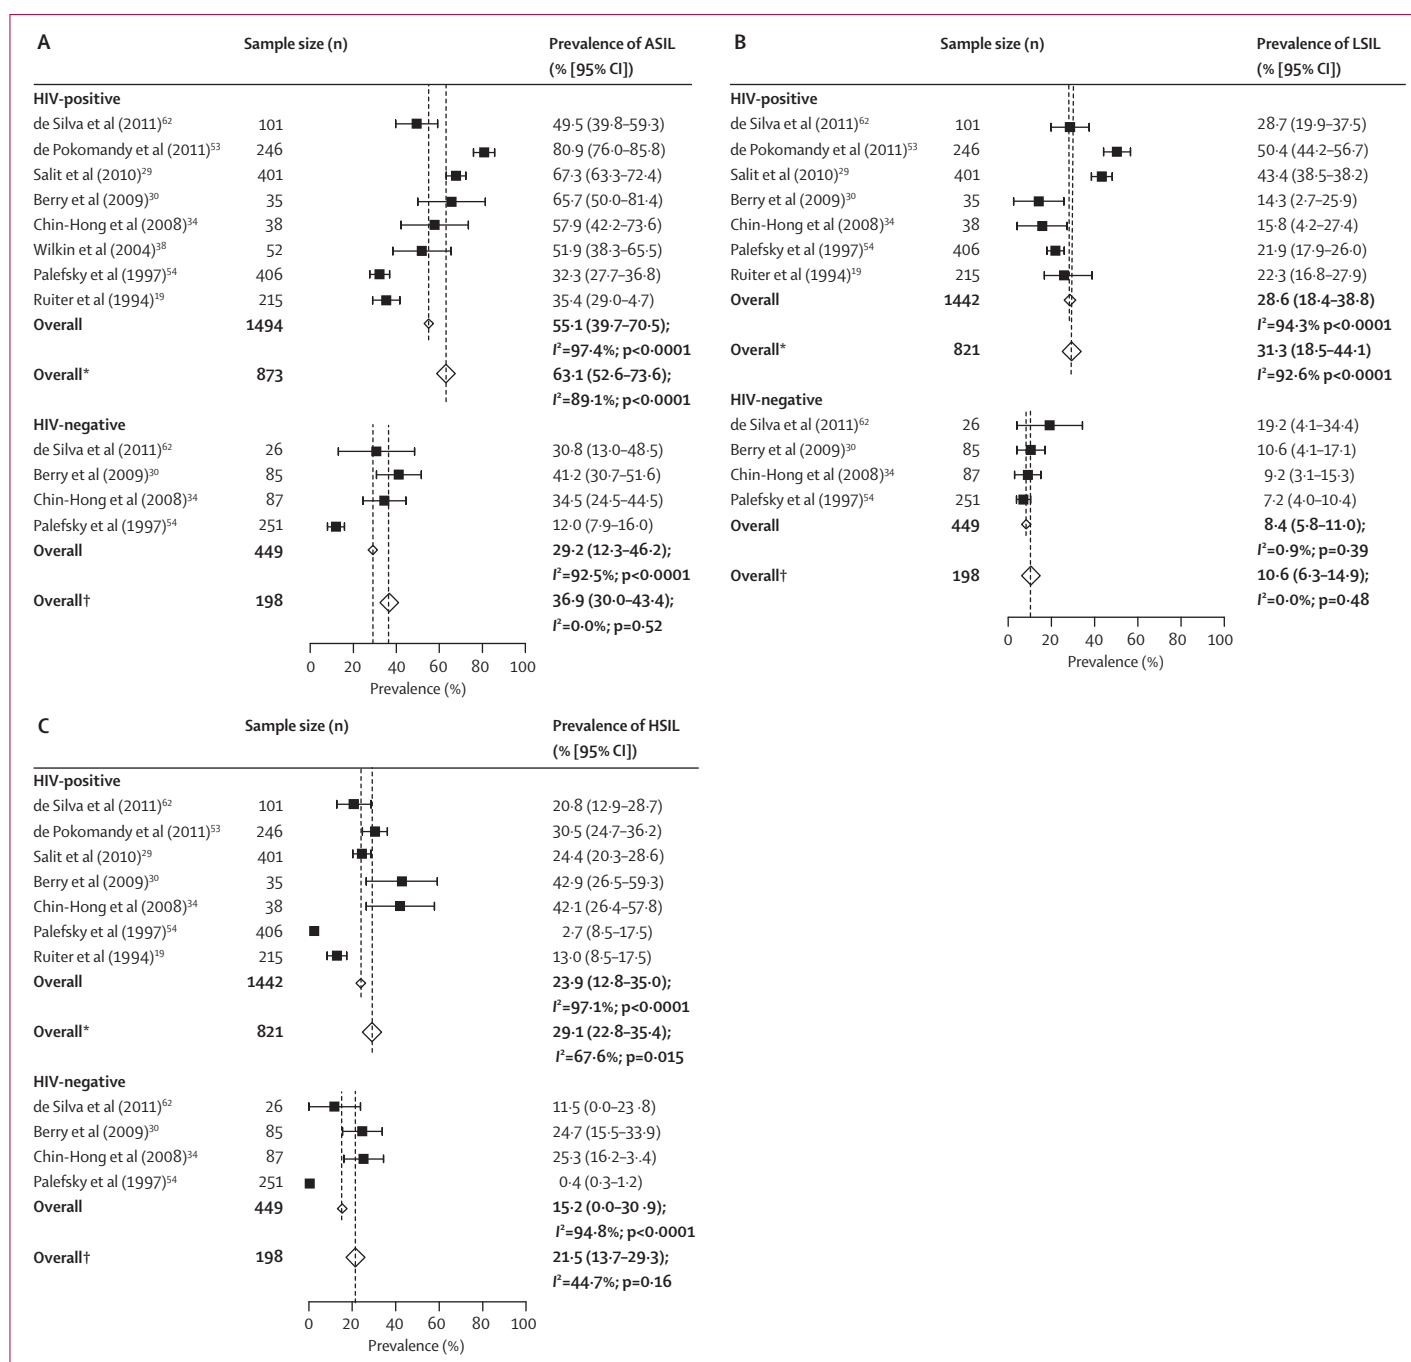 A Sample size (n) Prevalence of ASIL
(% [95% CI])
HIV-positive
de Silva et al (2011)⁶² 101 49·5 (39·8–59·3)
de Pokomandy et al (2011)⁵³ 246 80·9 (76·0–85·8)
Salit et al (2010)²⁹ 401 67·3 (63·3–72·4)
Berry et al (2009)³⁰ 35 65·7 (50·0–81·4)
Chin-Hong et al (2008)³⁴ 38 57·9 (42·2–73·6)
Wilkin et al (2004)³⁸ 52 51·9 (38·3–65·5)
Palefsky et al (1997)⁵⁴ 406 32·3 (27·7–36·8)
Ruiter et al (1994)¹⁹ 215 35·4 (29·0–4·7)
Overall 1494 55·1 (39·7–70·5);
I²=97·4%; p<0·0001
Overall* 873 63·1 (52·6–73·6);
I²=89·1%; p<0·0001
HIV-negative
de Silva et al (2011)⁶² 26 30·8 (13·0–48·5)
Berry et al (2009)³⁰ 85 41·2 (30·7–51·6)
Chin-Hong et al (2008)³⁴ 87 34·5 (24·5–44·5)
Palefsky et al (1997)⁵⁴ 251 12·0 (7·9–16·0)
Overall 449 29·2 (12·3–46·2);
I²=92·5%; p<0·0001
Overall† 198 36·9 (30·0–43·4);
I²=0·0%; p=0·52
0 20 40 60 80 100
Prevalence (%)
B Sample size (n) Prevalence of LSIL
(% [95% CI])
HIV-positive
de Silva et al (2011)⁶² 101 28·7 (19·9–37·5)
de Pokomandy et al (2011)⁵³ 246 50·4 (44·2–56·7)
Salit et al (2010)²⁹ 401 43·4 (38·5–38·2)
Berry et al (2009)³⁰ 35 14·3 (2·7–25·9)
Chin-Hong et al (2008)³⁴ 38 15·8 (4·2–27·4)
Palefsky et al (1997)⁵⁴ 406 21·9 (17·9–26·0)
Ruiter et al (1994)¹⁹ 215 22·3 (16·8–27·9)
Overall 1442 28·6 (18·4–38·8)
I²=94·3% p<0·0001
Overall* 821 31·3 (18·5–44·1)
I²=92·6% p<0·0001
HIV-negative
de Silva et al (2011)⁶² 26 19·2 (4·1–34·4)
Berry et al (2009)³⁰ 85 10·6 (4·1–17·1)
Chin-Hong et al (2008)³⁴ 87 9·2 (3·1–15·3)
Palefsky et al (1997)⁵⁴ 251 7·2 (4·0–10·4)
Overall 449 8·4 (5·8–11·0);
I²=0·9%; p=0·39
Overall† 198 10·6 (6·3–14·9);
I²=0·0%; p=0·48
0 20 40 60 80 100
Prevalence (%)
C Sample size (n) Prevalence of HSIL
(% [95% CI])
HIV-positive
de Silva et al (2011)⁶² 101 20·8 (12·9–28·7)
de Pokomandy et al (2011)⁵³ 246 30·5 (24·7–36·2)
Salit et al (2010)²⁹ 401 24·4 (20·3–28·6)
Berry et al (2009)³⁰ 35 42·9 (26·5–59·3)
Chin-Hong et al (2008)³⁴ 38 42·1 (26·4–57·8)
Palefsky et al (1997)⁵⁴ 406 2·7 (8·5–17·5)
Ruiter et al (1994)¹⁹ 215 13·0 (8·5–17·5)
Overall 1442 23·9 (12·8–35·0);
I²=97·1%; p<0·0001
Overall* 821 29·1 (22·8–35·4);
I²=67·6%; p=0·015
HIV-negative
de Silva et al (2011)⁶² 26 11·5 (0·0–23 ·8)
Berry et al (2009)³⁰ 85 24·7 (15·5–33·9)
Chin-Hong et al (2008)³⁴ 87 25·3 (16·2–3·.4)
Palefsky et al (1997)⁵⁴ 251 0·4 (0·3–1·2)
Overall 449 15·2 (0·0–30 ·9);
I²=94·8%; p<0·0001
Overall† 198 21·5 (13·7–29·3);
I²=44·7%; p=0·16
0 20 40 60 80 100
Prevalence (%)